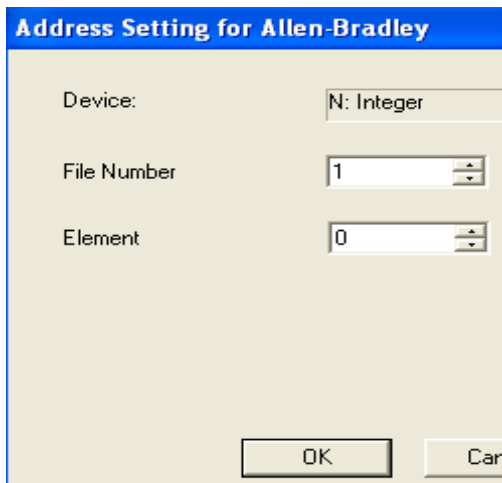 Address Setting for Allen-Bradley
Device: N: Integer
File Number 1
Element 0
OK